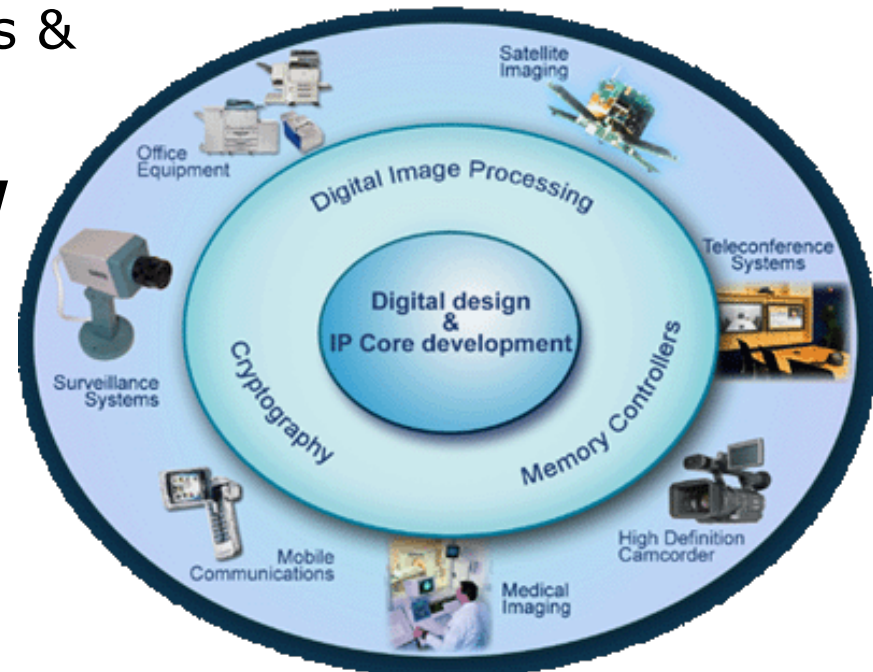 s &
Satellite
Imaging
Office
Equipment
Digital Image Processing
Teleconference
Systems
Digital design
&
IP Core development
Surveillance
Systems
Cryptography
Memory Controllers
High Definition
Camcorder
Mobile
Communications
Medical
Imaging